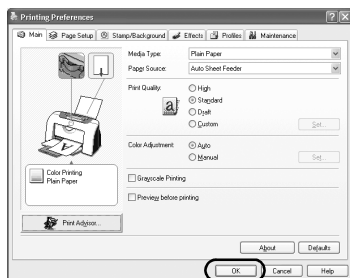 Printing Preferences
Main Page Setup Stamp/Background Effects Profiles Maintenance
Media Type: Plain Paper
Paper Source: Auto Sheet Feeder
Print Quality: High
Standard
Draft
Custom Set...
Color Adjustment: Auto
Manual Set...
Color Printing
Plain Paper
Grayscale Printing
Preview before printing
Print Advisor...
About Defaults
OK Cancel Help